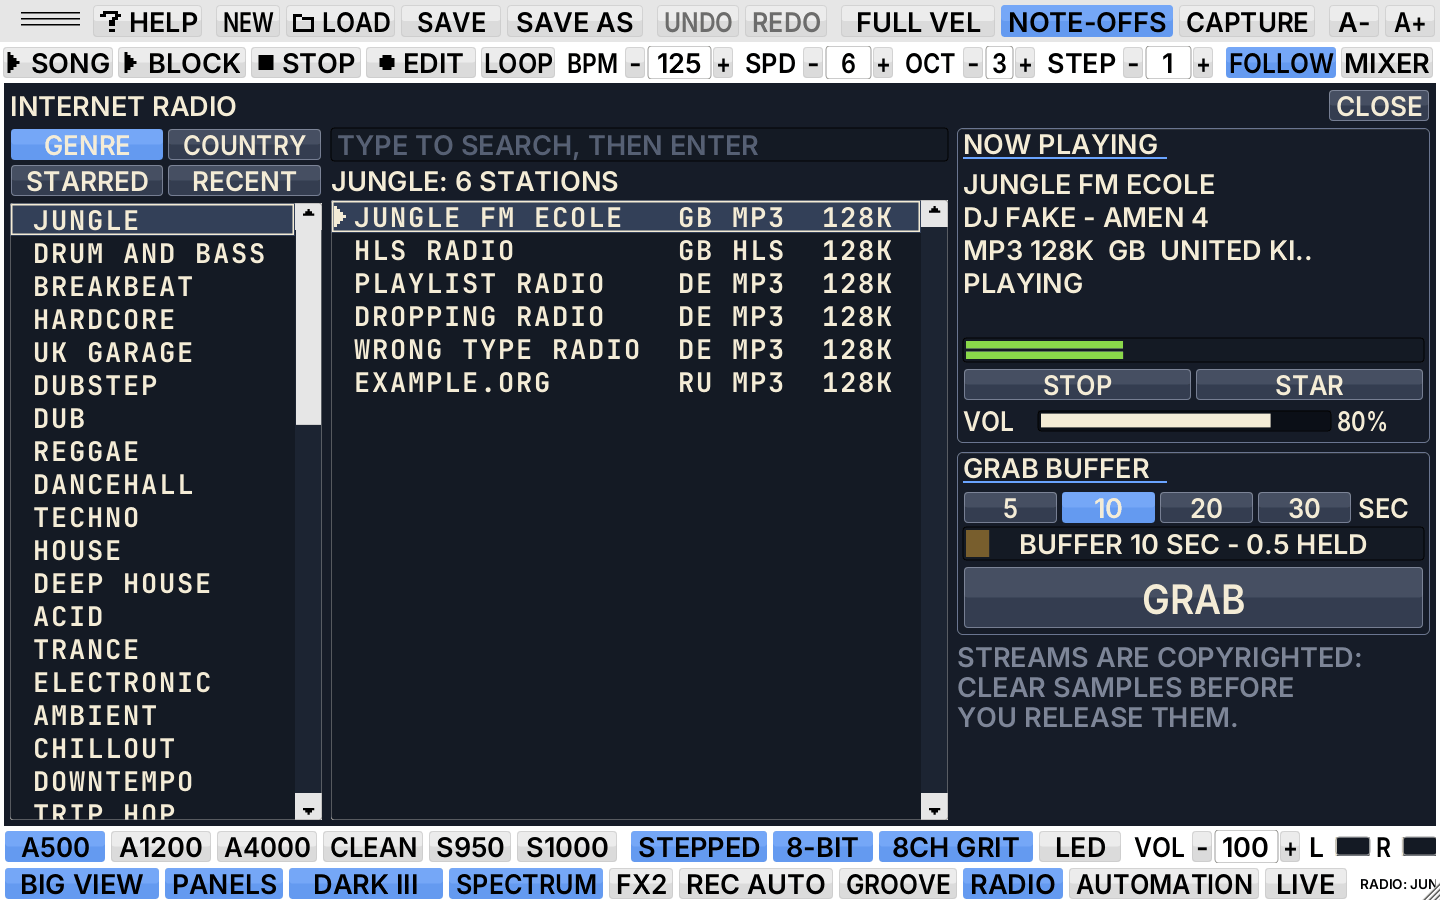 HELP NEW LOAD SAVE SAVE AS UNDO REDO FULL VEL NOTE-OFFS CAPTURE A- A+
SONG BLOCK STOP EDIT LOOP BPM - 125 + SPD - 6 + OCT - 3 + STEP - 1 + FOLLOW MIXER
INTERNET RADIO CLOSE
GENRE COUNTRY
STARRED RECENT
JUNGLE
DRUM AND BASS
BREAKBEAT
HARDCORE
UK GARAGE
DUBSTEP
DUB
REGGAE
DANCEHALL
TECHNO
HOUSE
DEEP HOUSE
ACID
TRANCE
ELECTRONIC
AMBIENT
CHILLOUT
DOWNTEMPO
TRIP HOP
TYPE TO SEARCH, THEN ENTER
JUNGLE: 6 STATIONS
JUNGLE FM ECOLE GB MP3 128K
HLS RADIO GB HLS 128K
PLAYLIST RADIO DE MP3 128K
DROPPING RADIO DE MP3 128K
WRONG TYPE RADIO DE MP3 128K
EXAMPLE.ORG RU MP3 128K
NOW PLAYING
JUNGLE FM ECOLE
DJ FAKE - AMEN 4
MP3 128K GB UNITED KI..
PLAYING
STOP STAR
VOL 80%
GRAB BUFFER
5 10 20 30 SEC
BUFFER 10 SEC - 0.5 HELD
GRAB
STREAMS ARE COPYRIGHTED:
CLEAR SAMPLES BEFORE
YOU RELEASE THEM.
A500 A1200 A4000 CLEAN S950 S1000 STEPPED 8-BIT 8CH GRIT LED VOL - 100 + L R
BIG VIEW PANELS DARK III SPECTRUM FX2 REC AUTO GROOVE RADIO AUTOMATION LIVE RADIO: JUN